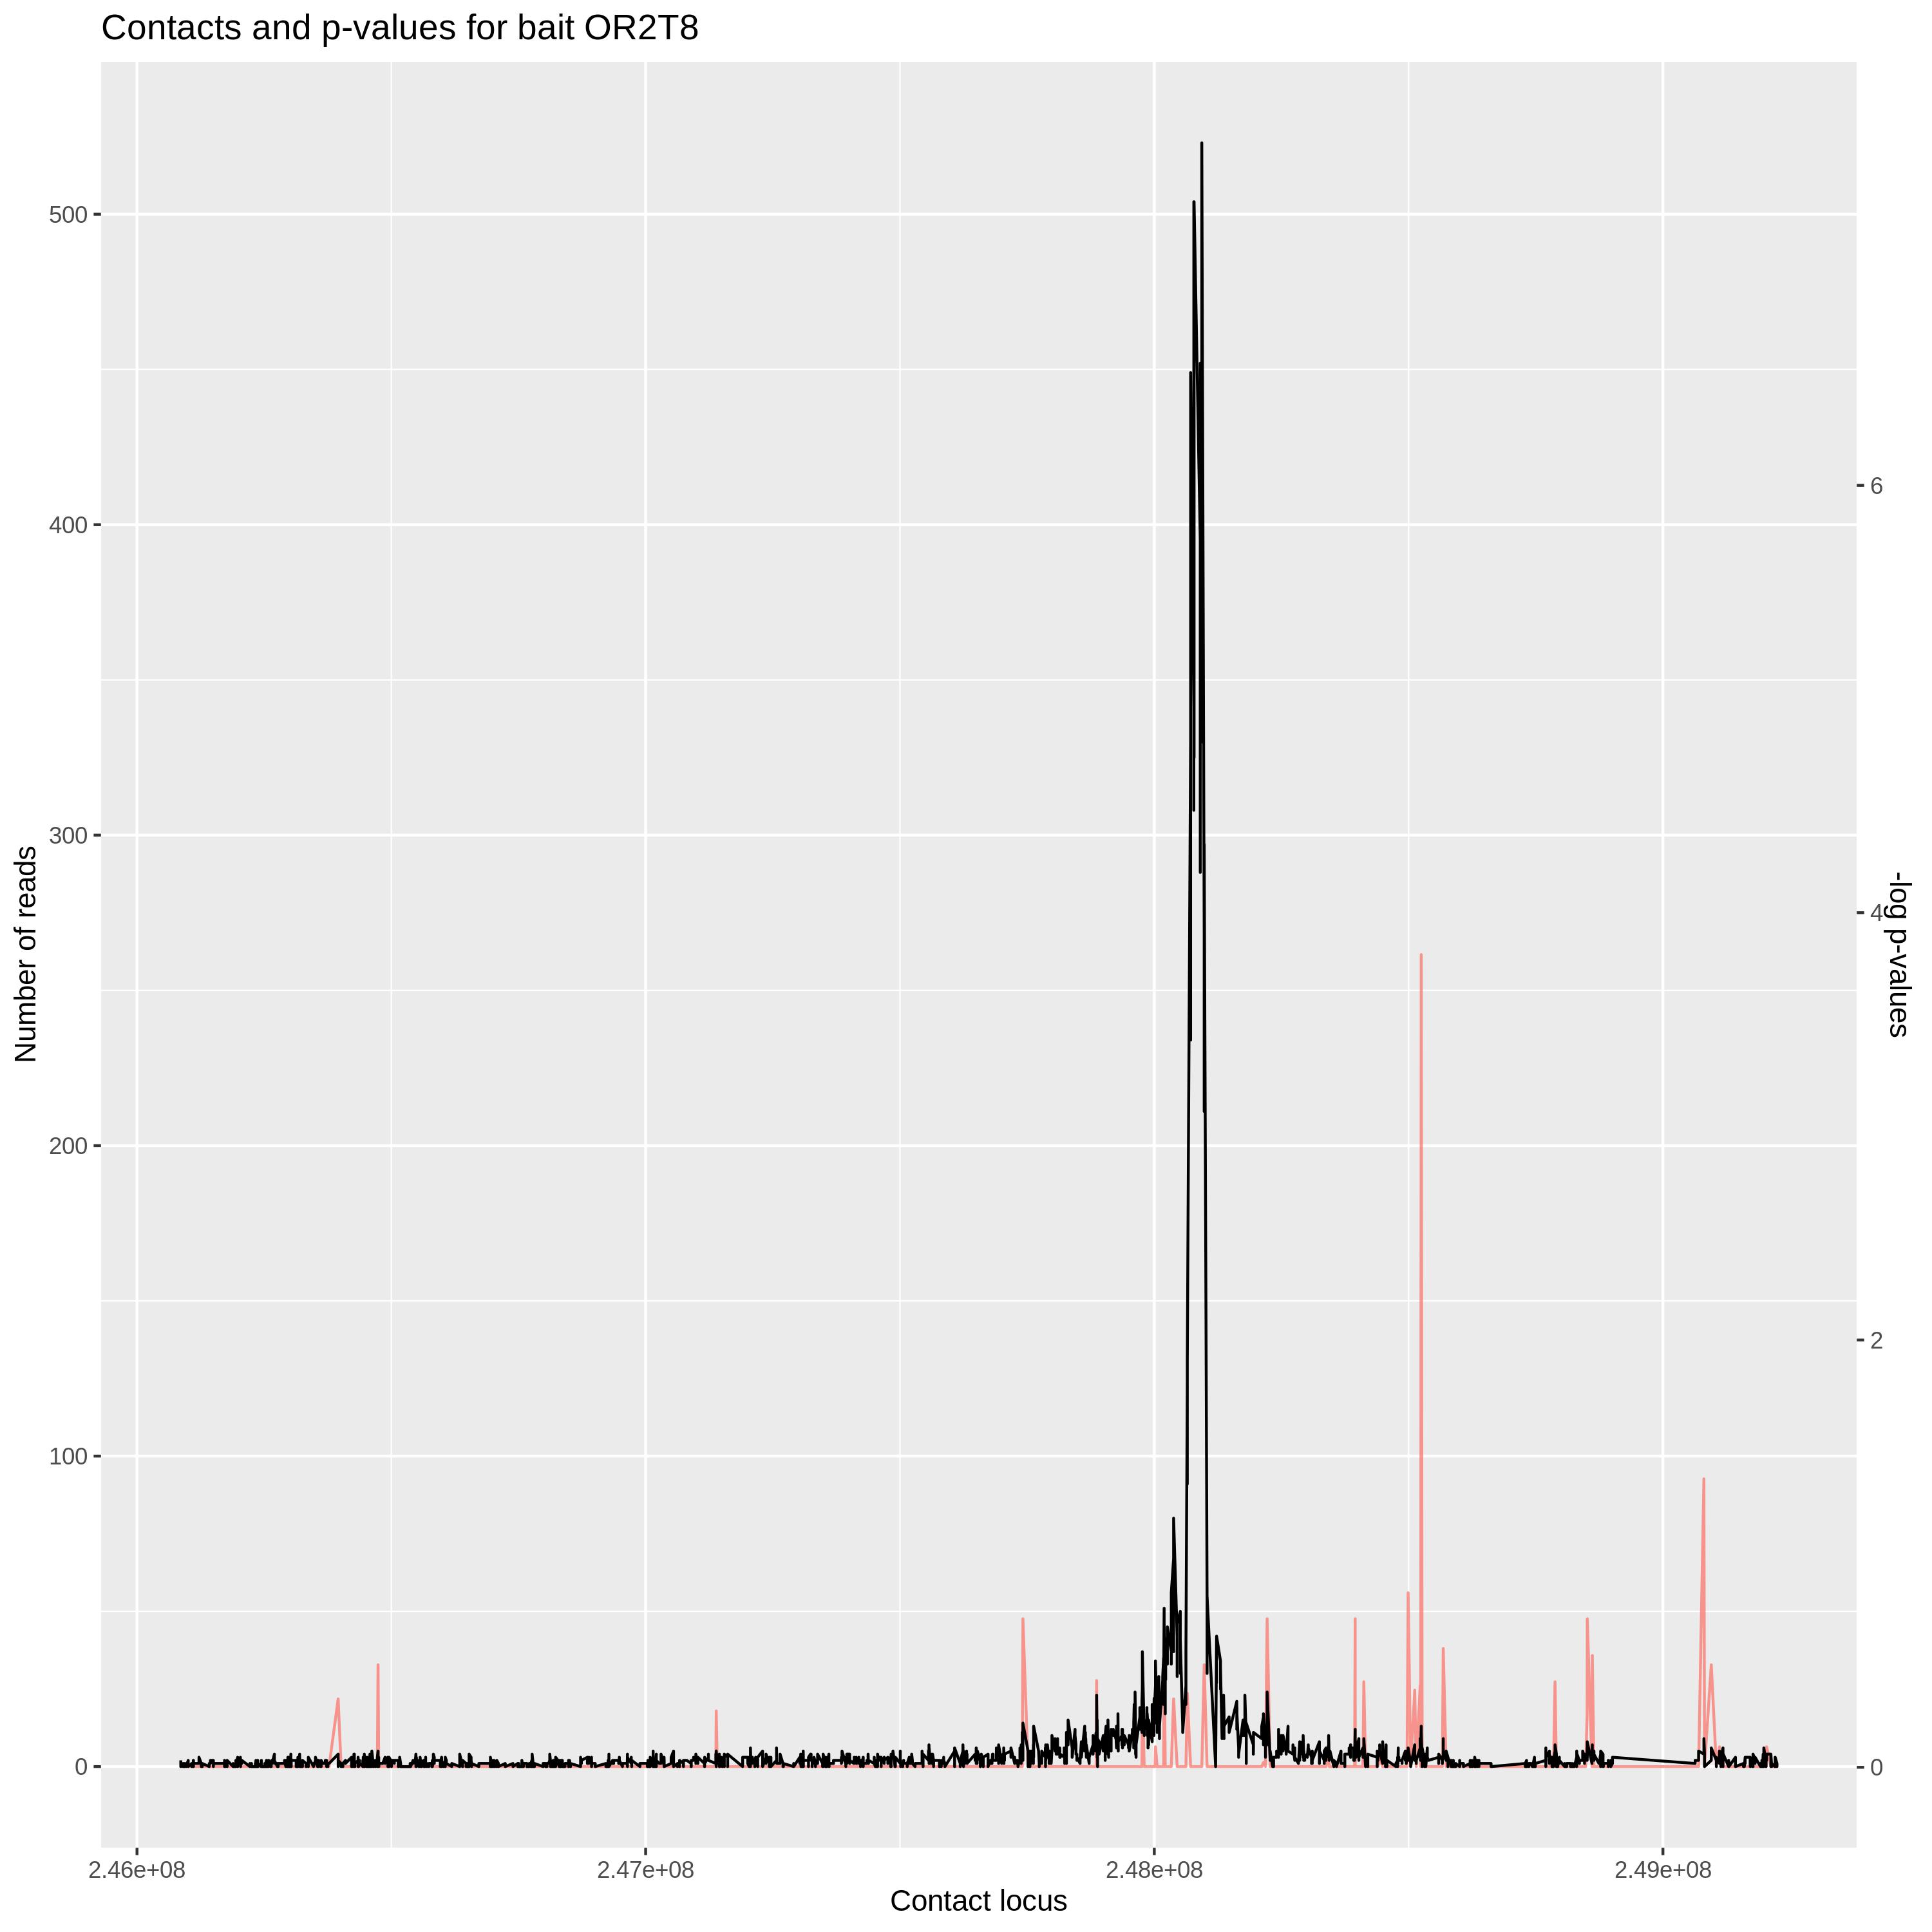 Contacts and p-values for bait OR2T8
Number of reads
500
400
300
200
100
0
6
4
2
0
-log p-values
2.46e+08 2.47e+08 2.48e+08 2.49e+08
Contact locus